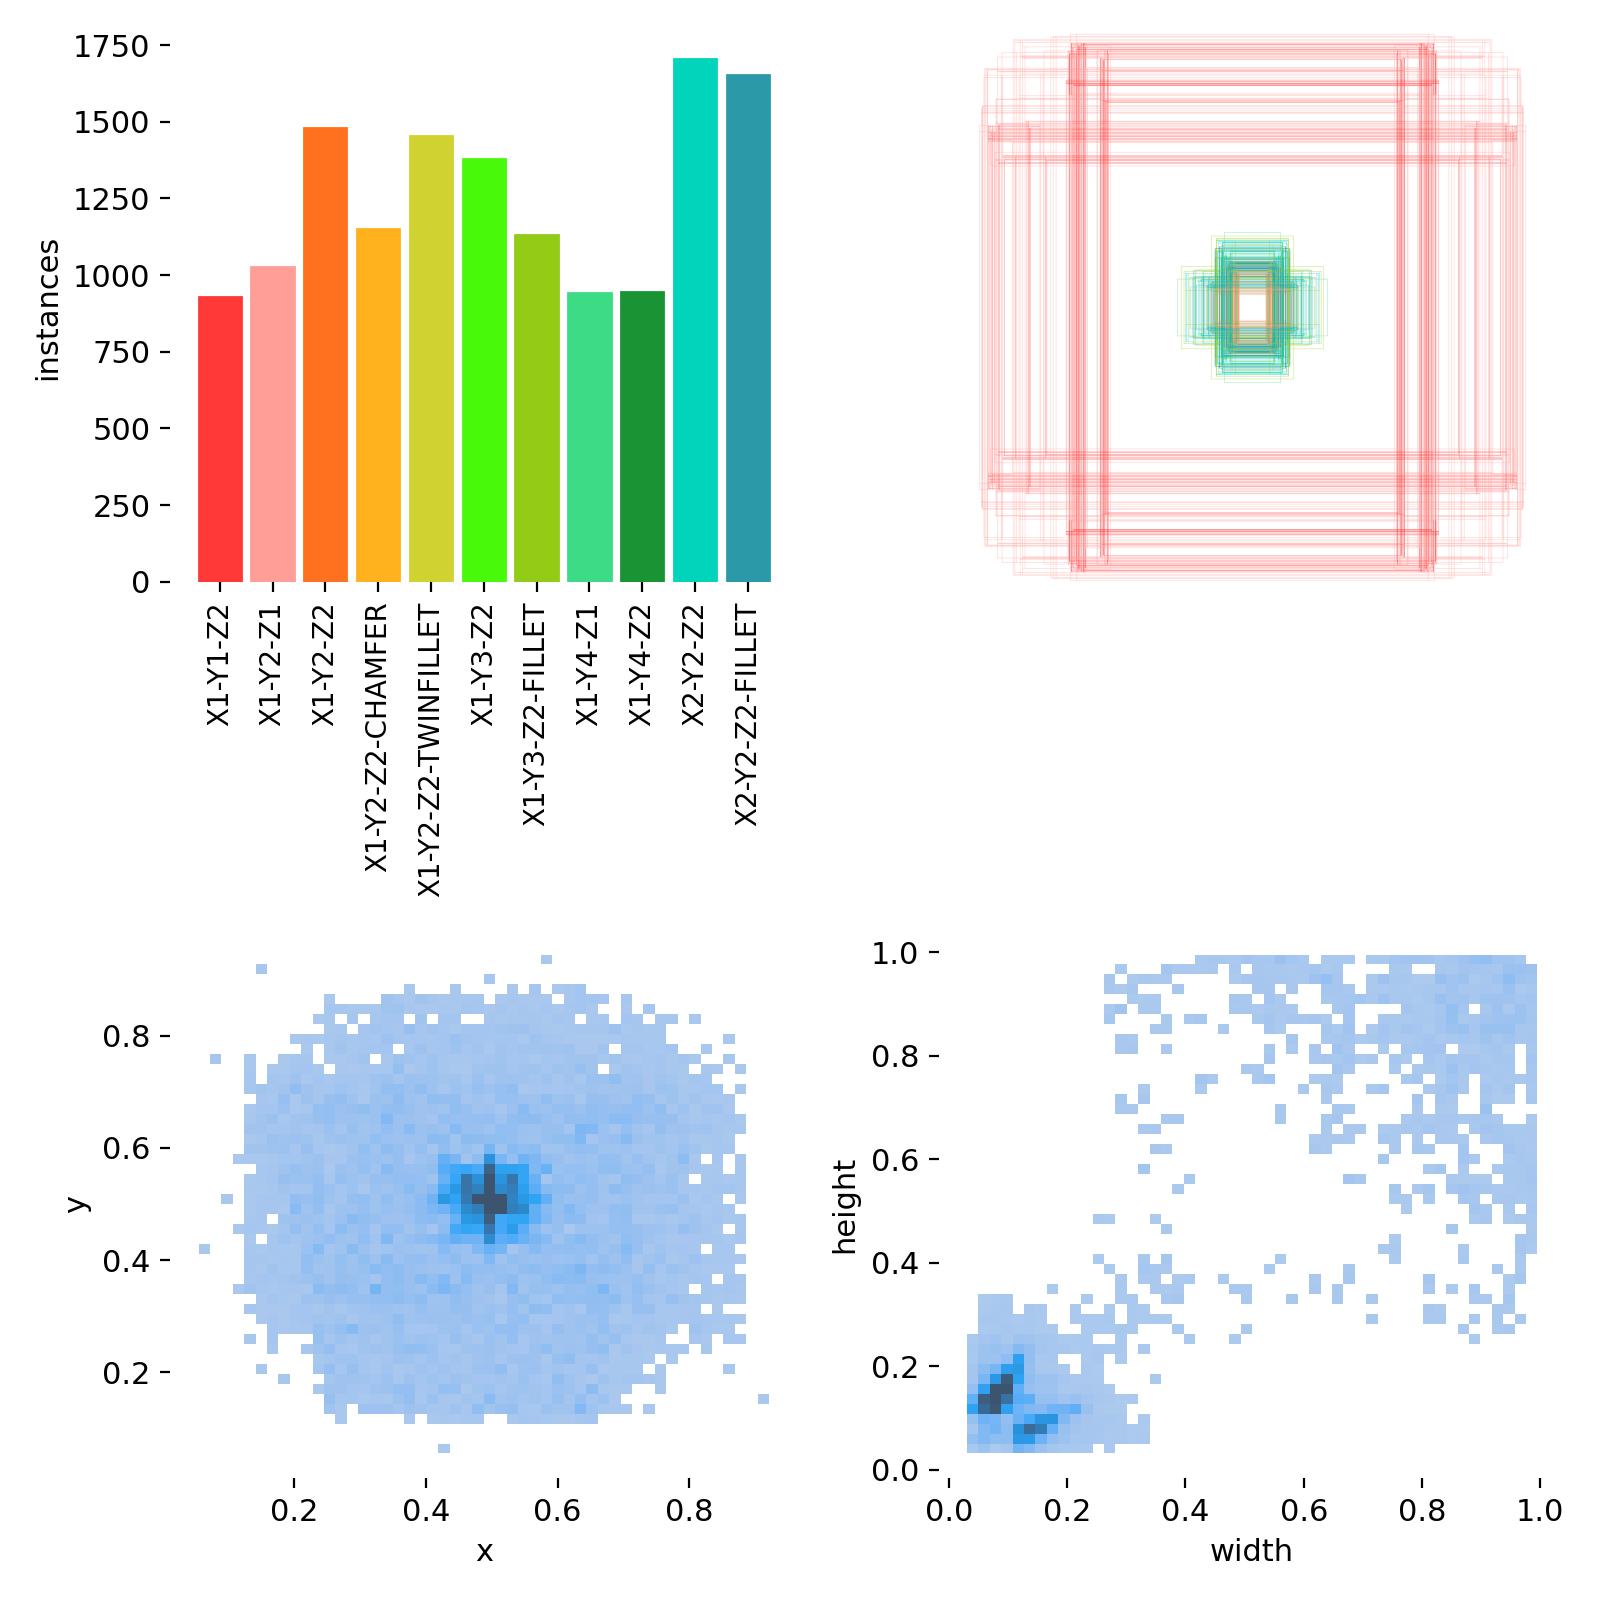 1750
1500
1250
1000
750
500
250
0
instances
X1-Y1-Z2
X1-Y2-Z1
X1-Y2-Z2
X1-Y2-Z2-CHAMFER
X1-Y2-Z2-TWINFILLET
X1-Y3-Z2
X1-Y3-Z2-FILLET
X1-Y4-Z1
X1-Y4-Z2
X2-Y2-Z2
X2-Y2-Z2-FILLET
0.8
0.6
0.4
0.2
y
0.2 0.4 0.6 0.8
x
1.0
0.8
0.6
0.4
0.2
0.0
height
0.0 0.2 0.4 0.6 0.8 1.0
width